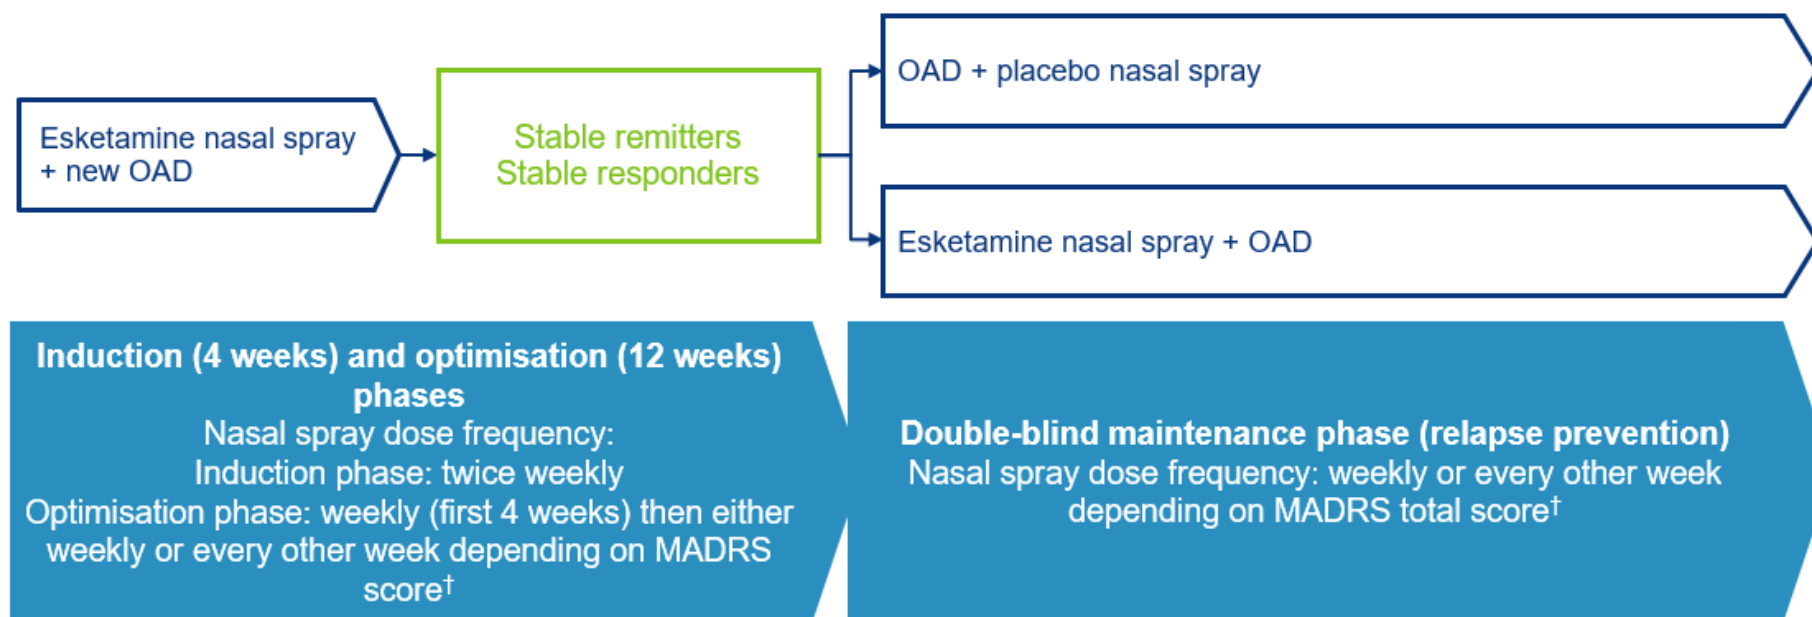 Esketamine nasal spray
+ new OAD
Stable remitters
Stable responders
OAD + placebo nasal spray
Esketamine nasal spray + OAD
Induction (4 weeks) and optimisation (12 weeks)
phases
Nasal spray dose frequency:
Induction phase: twice weekly
Optimisation phase: weekly (first 4 weeks) then either
weekly or every other week depending on MADRS
score†
Double-blind maintenance phase (relapse prevention)
Nasal spray dose frequency: weekly or every other week
depending on MADRS total score†